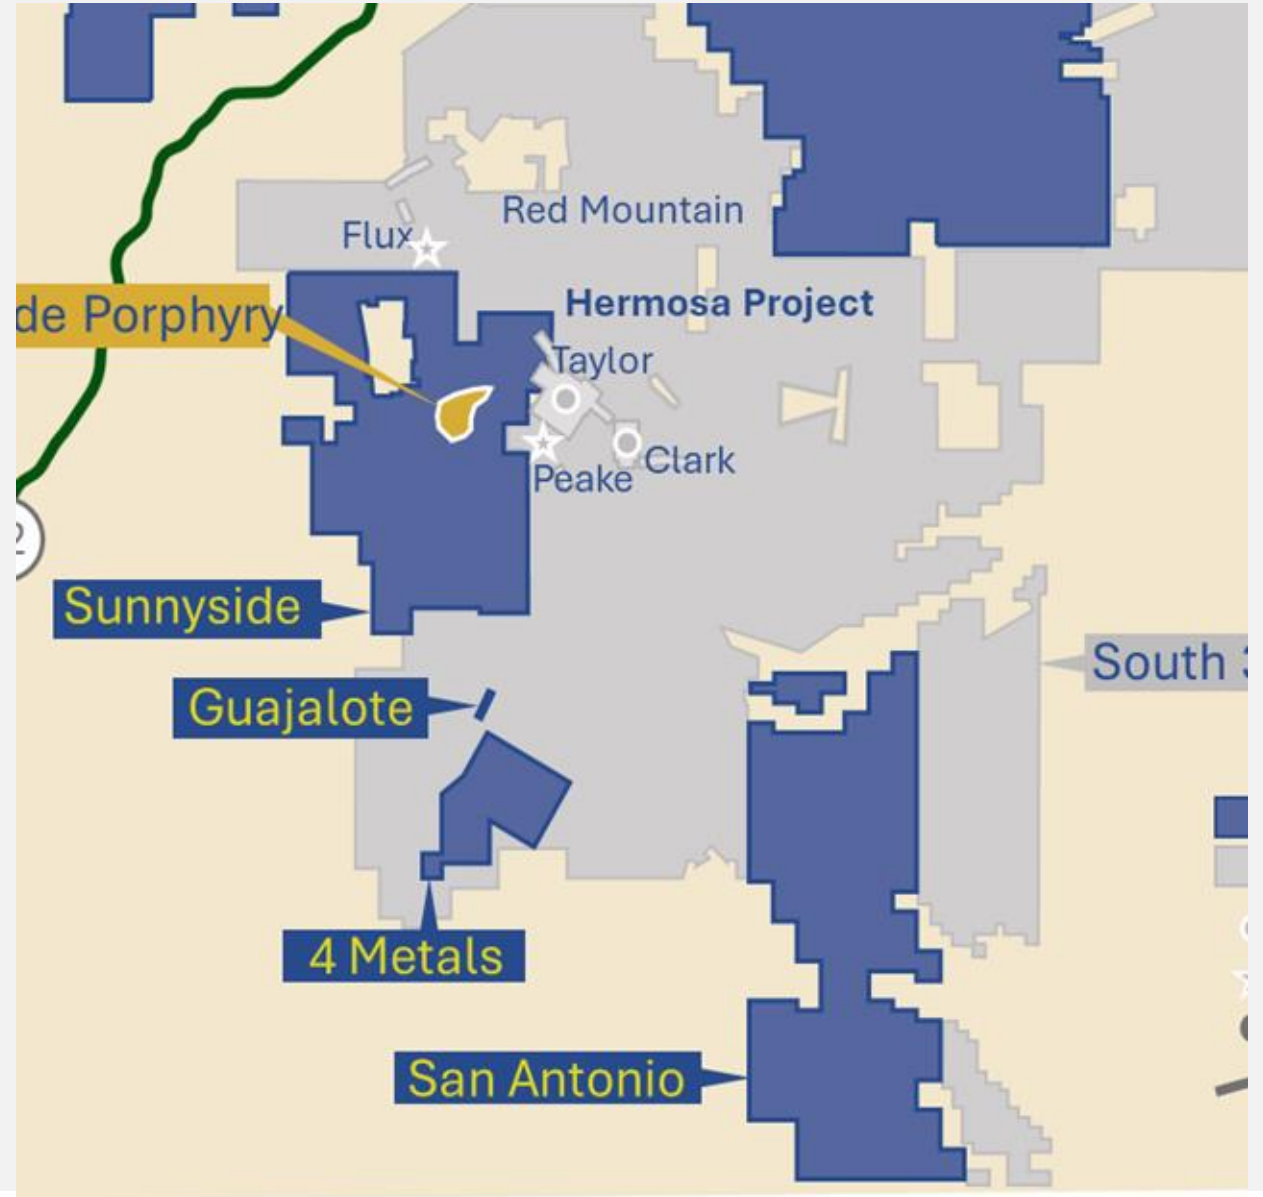 Red Mountain
Flux
Hermosa Project
de Porphyry
Taylor
Clark
Peake
Sunnyside
South
Guajalote
4 Metals
San Antonio